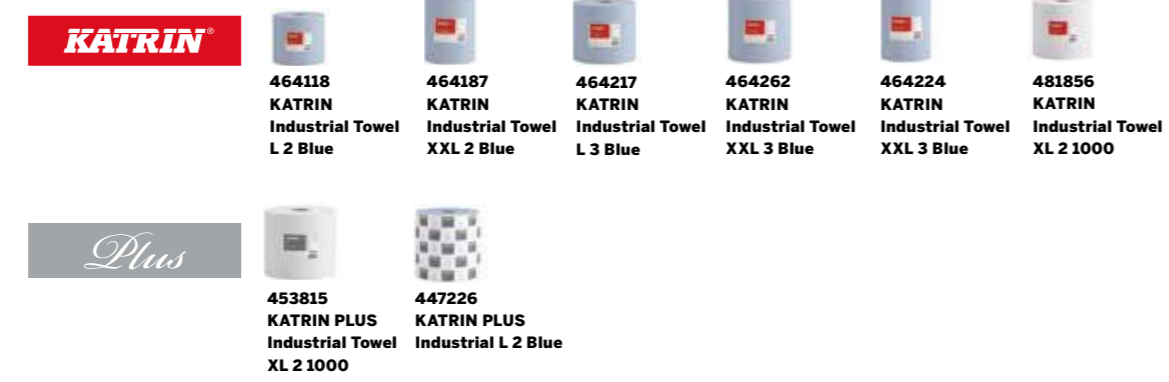 KATRIN®
464118
KATRIN
Industrial Towel
L 2 Blue
464187
KATRIN
Industrial Towel
XXL 2 Blue
464217
KATRIN
Industrial Towel
L 3 Blue
464262
KATRIN
Industrial Towel
XXL 3 Blue
464224
KATRIN
Industrial Towel
XXL 3 Blue
481856
KATRIN
Industrial Towel
XL 2 1000
Plus
453815
KATRIN PLUS
Industrial Towel
XL 2 1000
447226
KATRIN PLUS
Industrial L 2 Blue